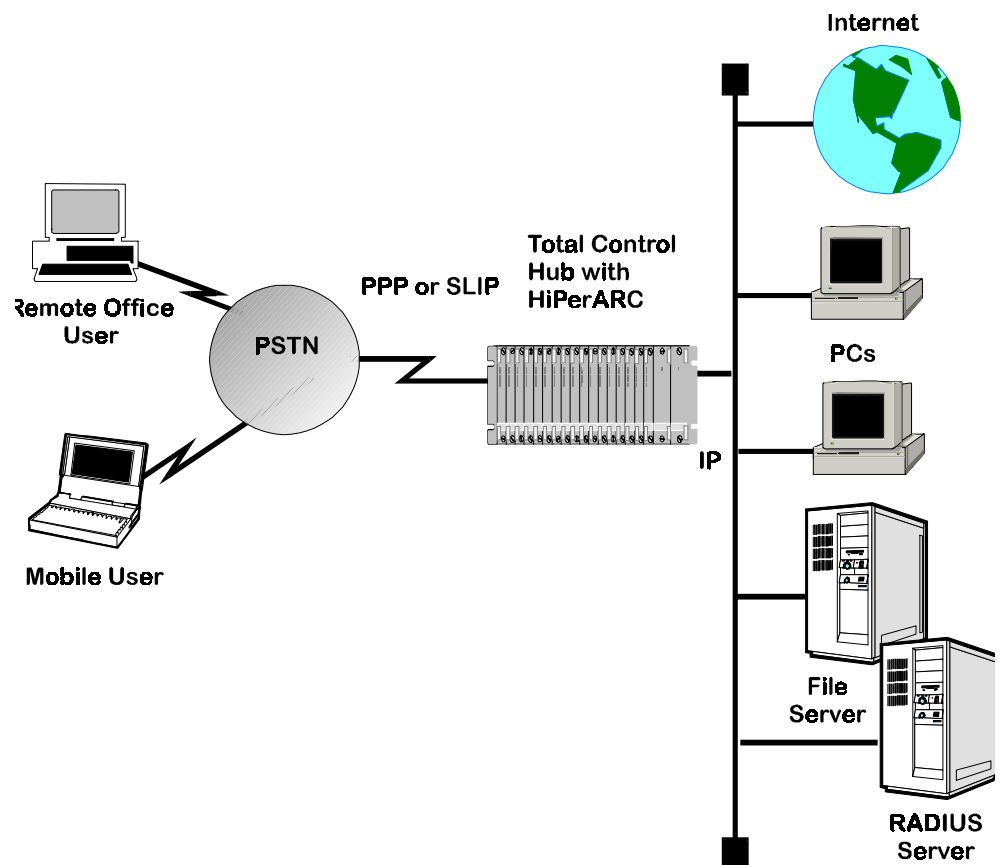 Internet
Total Control
Hub with
HiPerARC
PPP or SLIP
Remote Office
User
PSTN
PCs
IP
Mobile User
File
Server
RADIUS
Server